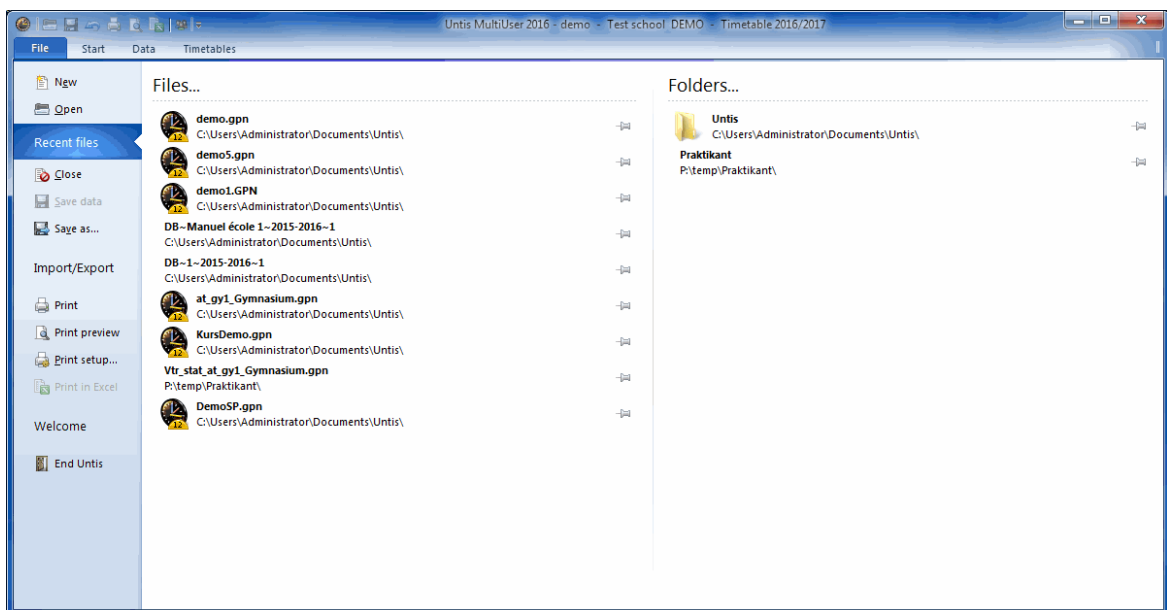 Untis MultiUser 2016 - demo - Test school DEMO - Timetable 2016/2017
File Start Data Timetables
New
Open
Recent files
Close
Save data
Save as...
Import/Export
Print
Print preview
Print setup...
Print in Excel
Welcome
End Untis
Files...
demo.gpn
C:\Users\Administrator\Documents\Untis\
demo5.gpn
C:\Users\Administrator\Documents\Untis\
demo1.GPN
C:\Users\Administrator\Documents\Untis\
DB~Manuel école 1~2015-2016~1
C:\Users\Administrator\Documents\Untis\
DB~1~2015-2016~1
C:\Users\Administrator\Documents\Untis\
at_gy1_Gymnasium.gpn
C:\Users\Administrator\Documents\Untis\
KursDemo.gpn
C:\Users\Administrator\Documents\Untis\
Vtr_stat_at_gy1_Gymnasium.gpn
P:\temp\Praktikant\
DemoSP.gpn
C:\Users\Administrator\Documents\Untis\
Folders...
Untis
C:\Users\Administrator\Documents\Untis\
Praktikant
P:\temp\Praktikant\